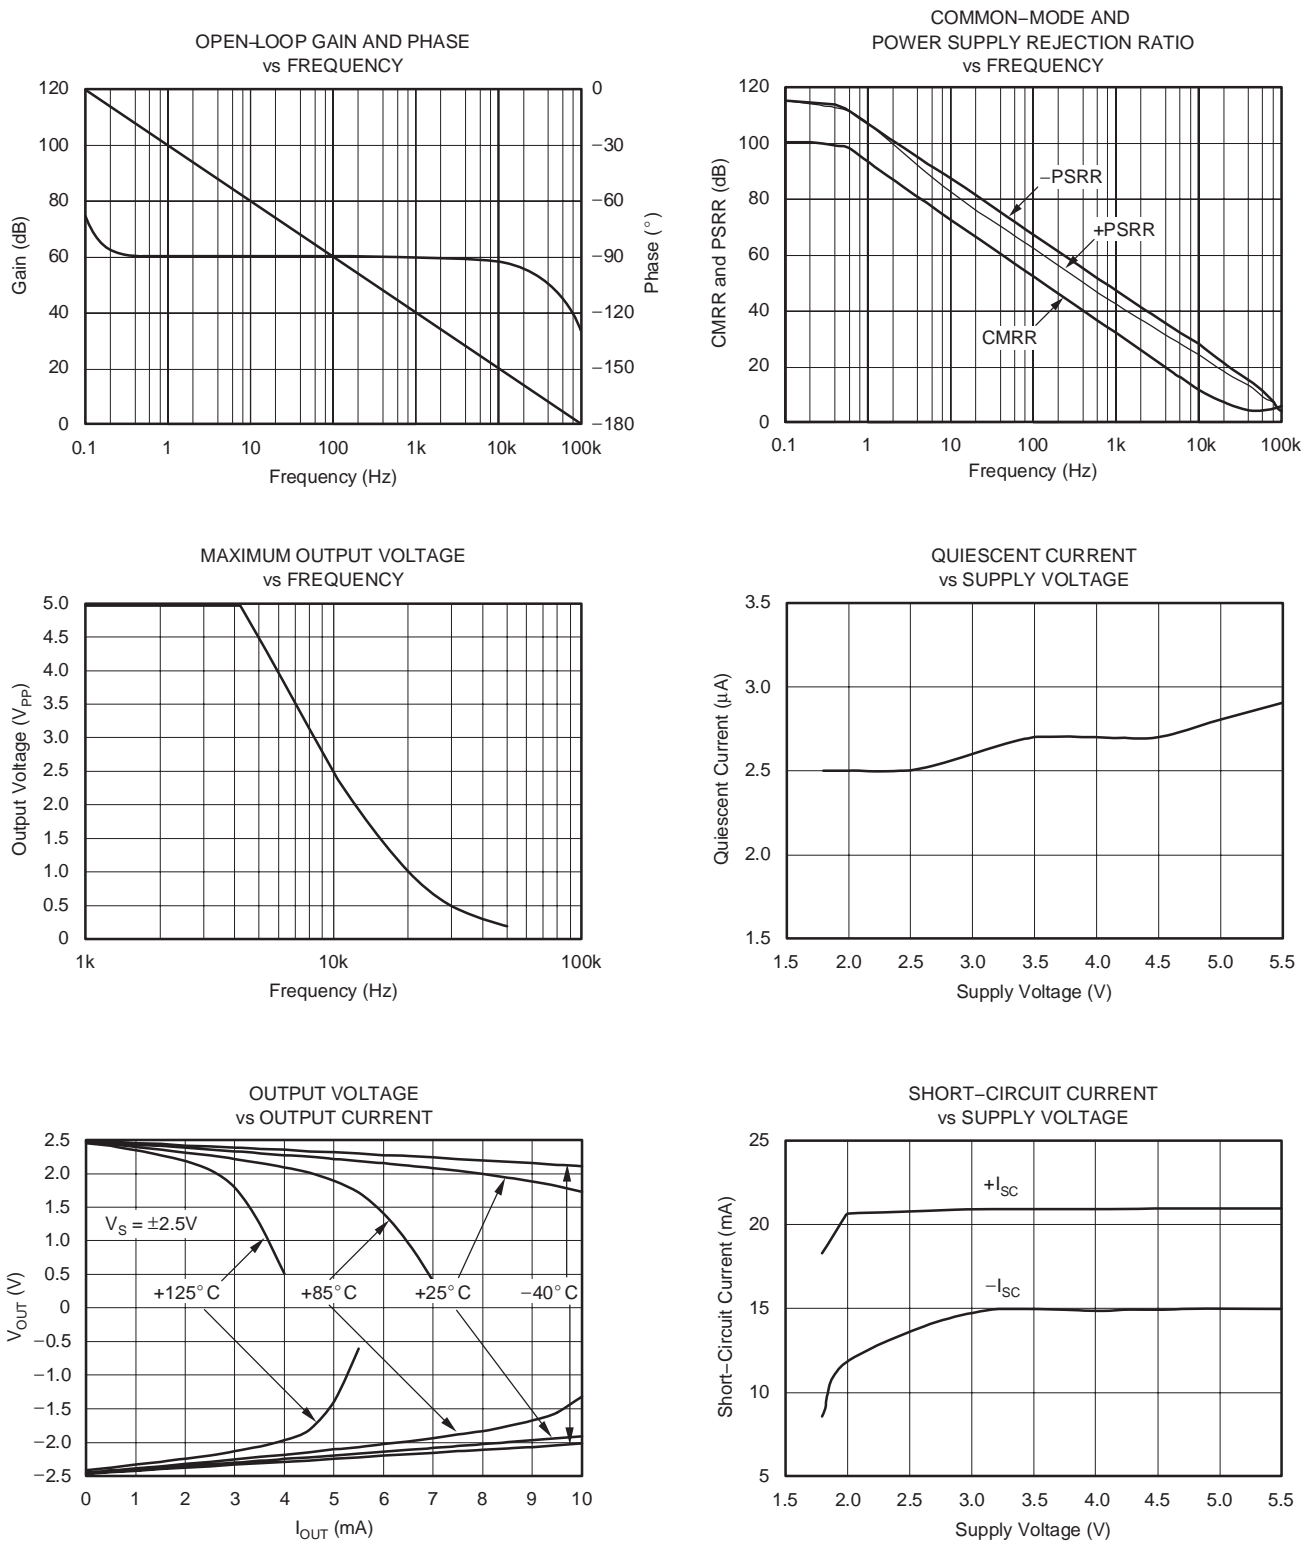 OPEN–LOOP GAIN AND PHASE
vs FREQUENCY
120
100
80
60
40
20
0
Gain (dB)
0
−30
−60
−90
−120
−150
−180
Phase (°)
0.1 1 10 100 1k 10k 100k
Frequency (Hz)
COMMON–MODE AND
POWER SUPPLY REJECTION RATIO
vs FREQUENCY
120
100
80
60
40
20
0
CMRR and PSRR (dB)
−PSRR
+PSRR
CMRR
0.1 1 10 100 1k 10k 100k
Frequency (Hz)
MAXIMUM OUTPUT VOLTAGE
vs FREQUENCY
5.0
4.5
4.0
3.5
3.0
2.5
2.0
1.5
1.0
0.5
0
Output Voltage (VPP)
1k 10k 100k
Frequency (Hz)
QUIESCENT CURRENT
vs SUPPLY VOLTAGE
3.5
3.0
2.5
2.0
1.5
Quiescent Current (μA)
1.5 2.0 2.5 3.0 3.5 4.0 4.5 5.0 5.5
Supply Voltage (V)
OUTPUT VOLTAGE
vs OUTPUT CURRENT
2.5
2.0
1.5
1.0
0.5
0
−0.5
−1.0
−1.5
−2.0
−2.5
VOUT (V)
VS = ±2.5V
+125°C +85°C +25°C −40°C
0 1 2 3 4 5 6 7 8 9 10
IOUT (mA)
SHORT–CIRCUIT CURRENT
vs SUPPLY VOLTAGE
25
20
15
10
5
Short–Circuit Current (mA)
+ISC
−ISC
1.5 2.0 2.5 3.0 3.5 4.0 4.5 5.0 5.5
Supply Voltage (V)